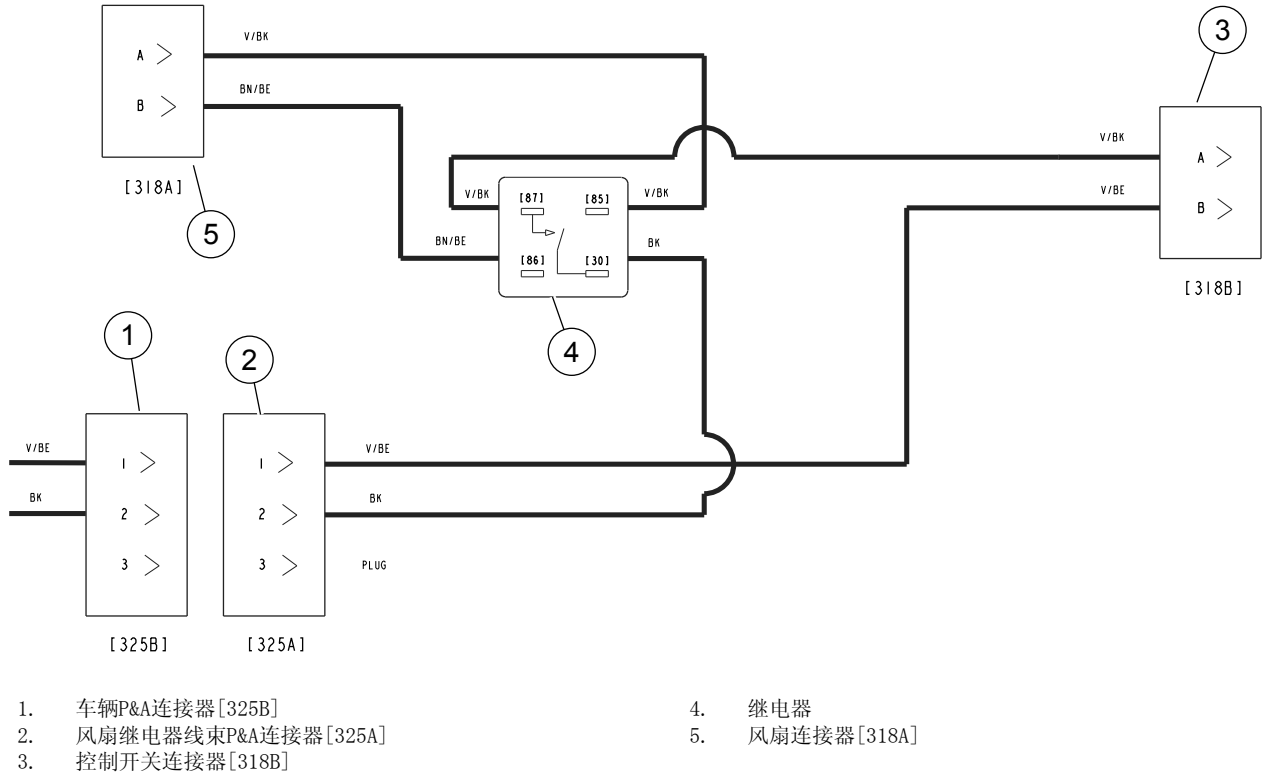 V/BK
A
BN/BE
B
[318A]
5
3
V/BK
A
V/BE
B
[318B]
V/BK
[87]
[85]
V/BK
BN/BE
[86]
[30]
BK
4
1
2
V/BE
1
BK
2
3
[325B]
1
V/BE
2
BK
3
PLUG
[325A]
1. 车辆P&A连接器[325B]
2. 风扇继电器线束P&A连接器[325A]
3. 控制开关连接器[318B]
4. 继电器
5. 风扇连接器[318A]